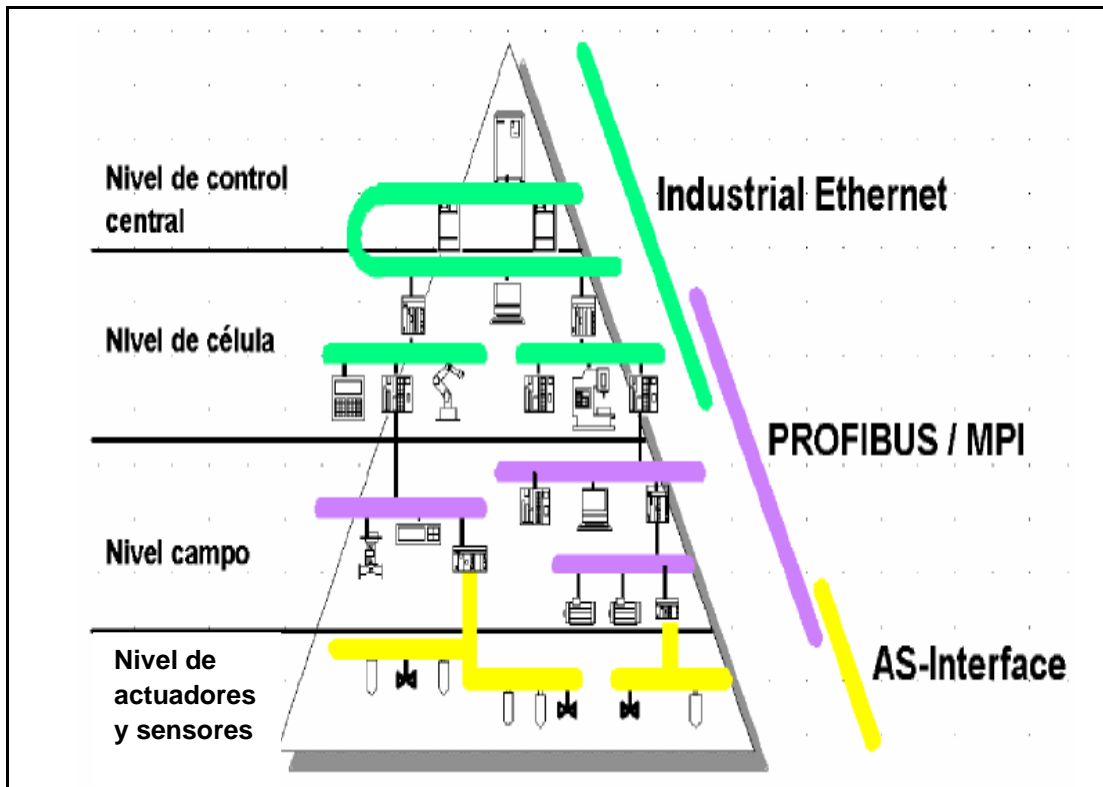 Nivel de control
central
Industrial Ethernet
NIvel de célula
PROFIBUS / MPI
Nivel campo
AS-Interface
Nivel de
actuadores
y sensores